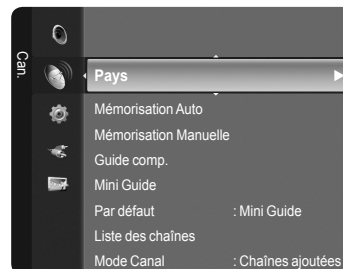 Can.
Pays
Mémorisation Auto
Mémorisation Manuelle
Guide comp.
Mini Guide
Par défaut : Mini Guide
Liste des chaînes
Mode Canal : Chaînes ajoutées